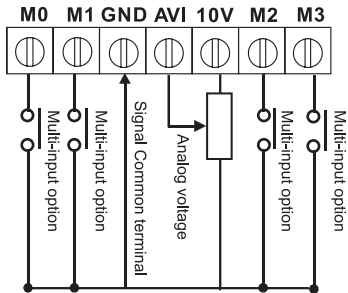 M0 M1 GND AVI 10V M2 M3
Multi-input option
Multi-input option
Signal Common terminal
Analog voltage
Multi-input option
Multi-input option